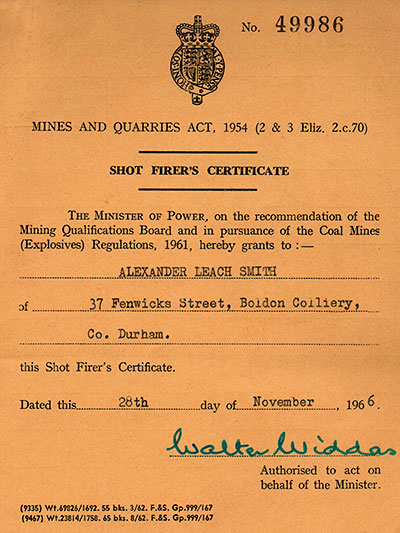 No. 49986
HONI·SOIT
MINES AND QUARRIES ACT, 1954 (2 & 3 Eliz. 2.c.70)
SHOT FIRER'S CERTIFICATE
THE MINISTER OF POWER, on the recommendation of the
Mining Qualifications Board and in pursuance of the Coal Mines
(Explosives) Regulations, 1961, hereby grants to :—
ALEXANDER LEACH SMITH
of 37 Fenwicks Street, Boldon Colliery,
Co. Durham.
this Shot Firer's Certificate.
Dated this 28th day of November, 1966.
Walter Widdas
Authorised to act on
behalf of the Minister.
(9335) Wt.69826/1692. 55 bks. 3/62. F.&S. Gp.999/167
(9467) Wt.23814/1758. 65 bks. 8/62. F.&S. Gp.999/167